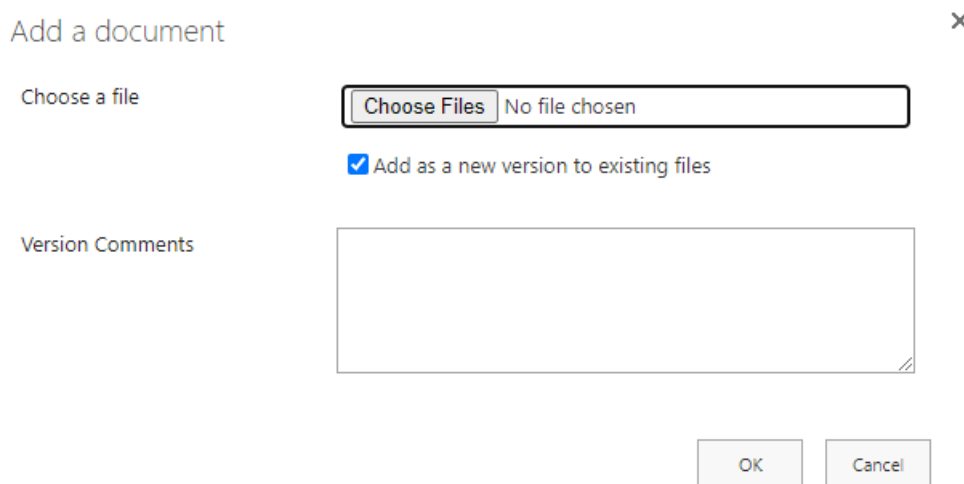 Add a document
Choose a file
Choose Files No file chosen
Add as a new version to existing files
Version Comments
OK Cancel